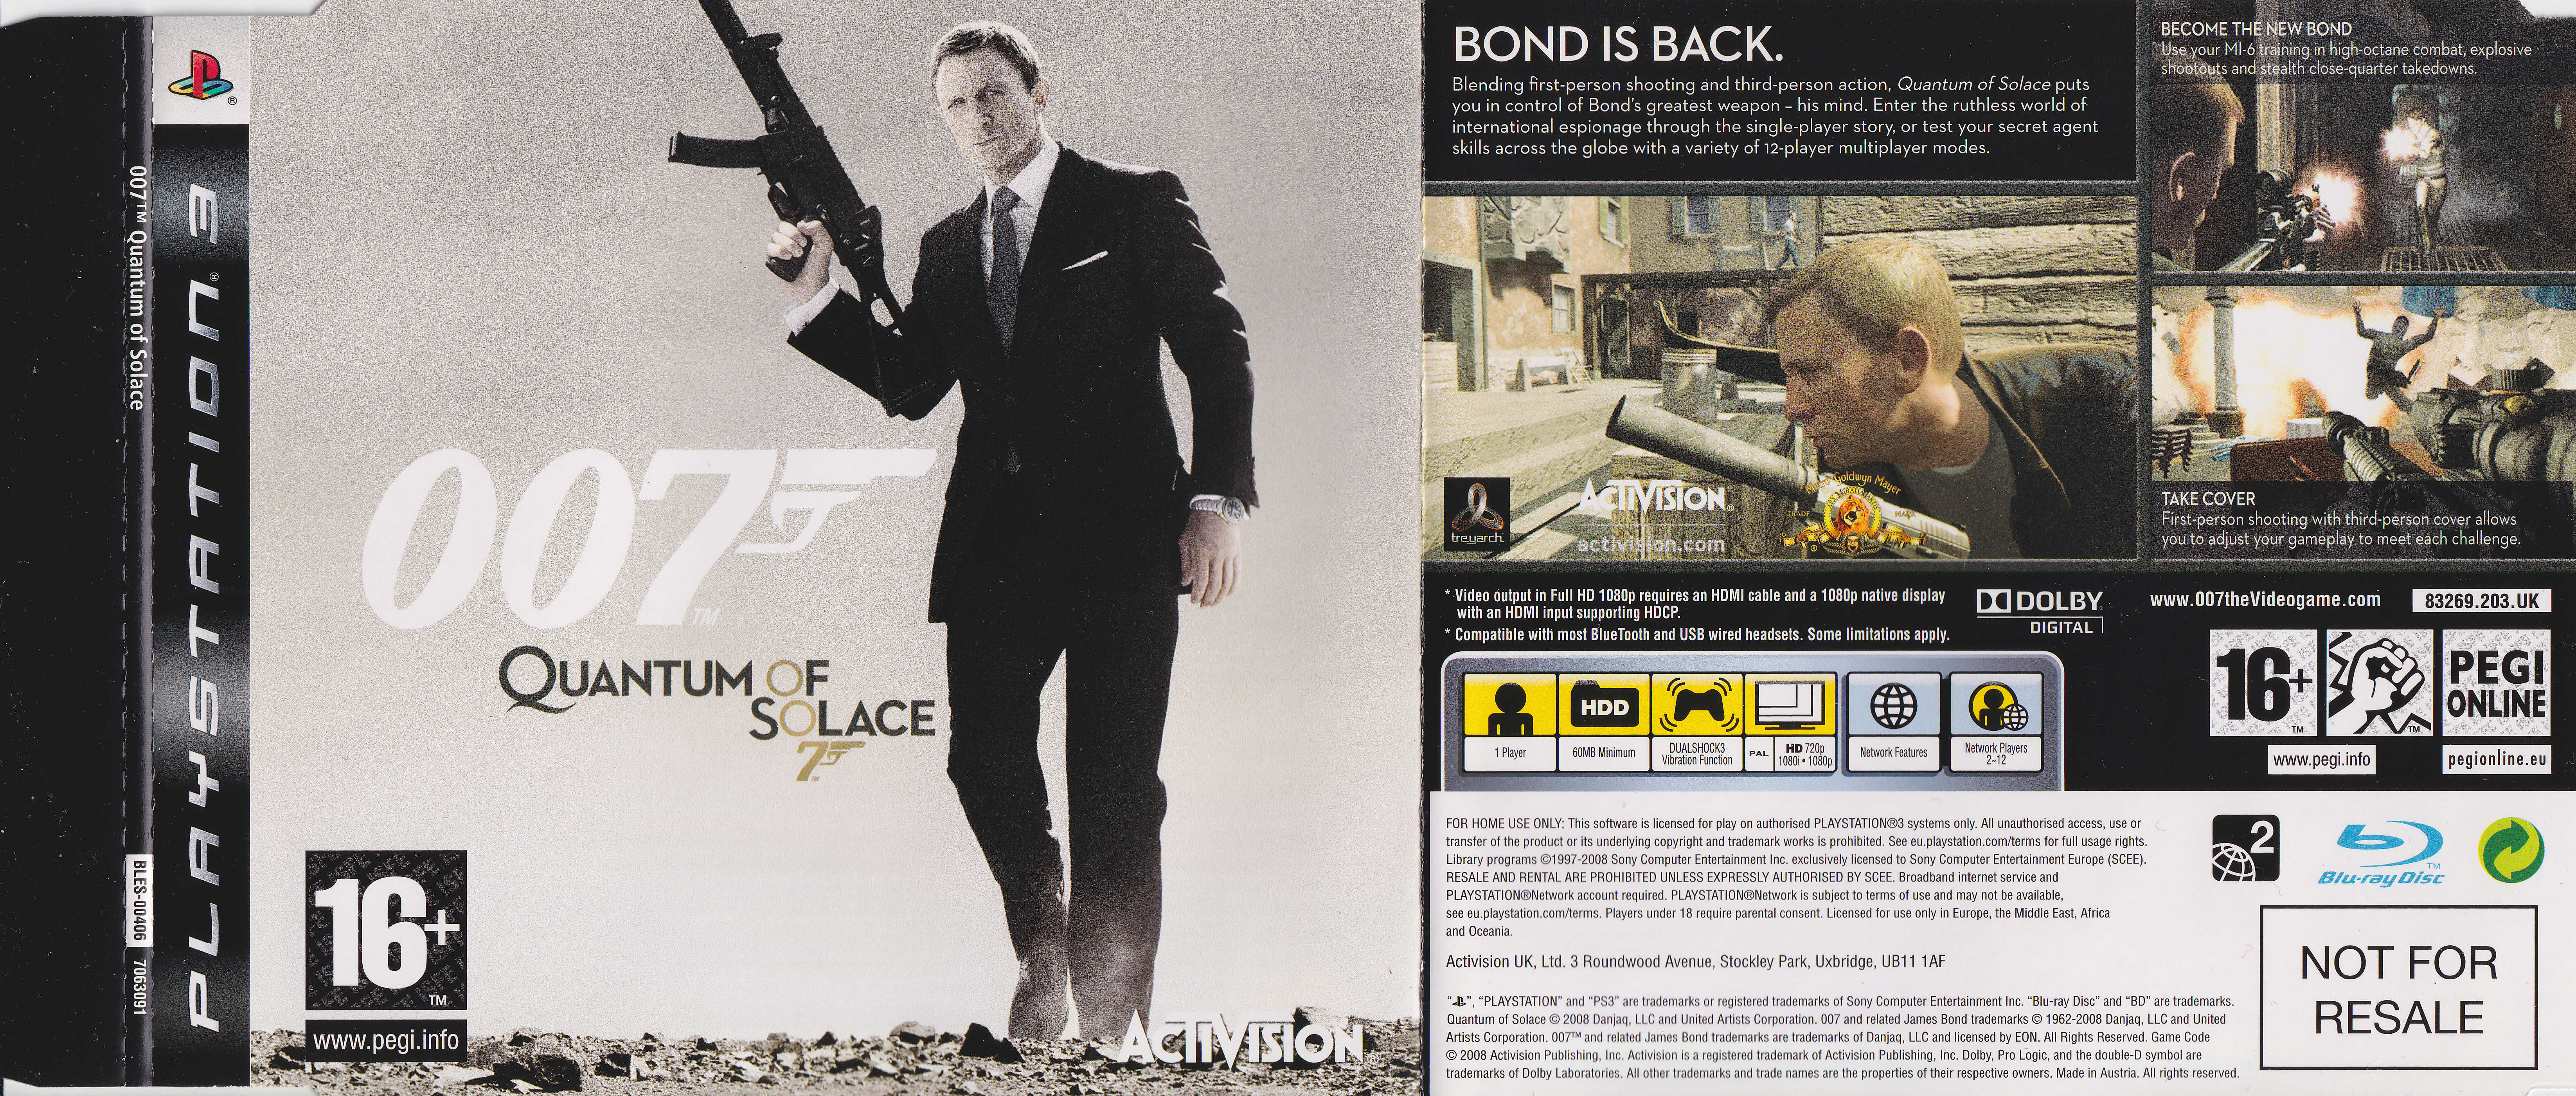 007™ Quantum of Solace
BLES-00406
7063091
PLAYSTATION®3
007™
QUANTUM OF
SOLACE
7™
16+™
www.pegi.info
ACTIVISION®
BOND IS BACK.
Blending first-person shooting and third-person action, Quantum of Solace puts
you in control of Bond's greatest weapon – his mind. Enter the ruthless world of
international espionage through the single-player story, or test your secret agent
skills across the globe with a variety of 12-player multiplayer modes.
BECOME THE NEW BOND
Use your MI-6 training in high-octane combat, explosive
shootouts and stealth close-quarter takedowns.
treyarch
ACTIVISION®
activision.com
Metro Goldwyn Mayer
TRADE MARK
TAKE COVER
First-person shooting with third-person cover allows
you to adjust your gameplay to meet each challenge.
* Video output in Full HD 1080p requires an HDMI cable and a 1080p native display
with an HDMI input supporting HDCP.
* Compatible with most BlueTooth and USB wired headsets. Some limitations apply.
DOLBY
DIGITAL
www.007theVideogame.com
83269.203.UK
HDD
1 Player
60MB Minimum
DUALSHOCK3
Vibration Function
PAL
HD 720p
1080i • 1080p
Network Features
Network Players
2-12
16+™
PEGI
ONLINE
www.pegi.info
pegionline.eu
FOR HOME USE ONLY: This software is licensed for play on authorised PLAYSTATION®3 systems only. All unauthorised access, use or
transfer of the product or its underlying copyright and trademark works is prohibited. See eu.playstation.com/terms for full usage rights.
Library programs ©1997-2008 Sony Computer Entertainment Inc. exclusively licensed to Sony Computer Entertainment Europe (SCEE).
RESALE AND RENTAL ARE PROHIBITED UNLESS EXPRESSLY AUTHORISED BY SCEE. Broadband internet service and
PLAYSTATION®Network account required. PLAYSTATION®Network is subject to terms of use and may not be available,
see eu.playstation.com/terms. Players under 18 require parental consent. Licensed for use only in Europe, the Middle East, Africa
and Oceania.
Activision UK, Ltd. 3 Roundwood Avenue, Stockley Park, Uxbridge, UB11 1AF
"", "PLAYSTATION" and "PS3" are trademarks or registered trademarks of Sony Computer Entertainment Inc. "Blu-ray Disc" and "BD" are trademarks.
Quantum of Solace © 2008 Danjaq, LLC and United Artists Corporation. 007 and related James Bond trademarks © 1962-2008 Danjaq, LLC and United
Artists Corporation. 007™ and related James Bond trademarks are trademarks of Danjaq, LLC and licensed by EON. All Rights Reserved. Game Code
© 2008 Activision Publishing, Inc. Activision is a registered trademark of Activision Publishing, Inc. Dolby, Pro Logic, and the double-D symbol are
trademarks of Dolby Laboratories. All other trademarks and trade names are the properties of their respective owners. Made in Austria. All rights reserved.
2
Blu-ray Disc™
NOT FOR
RESALE